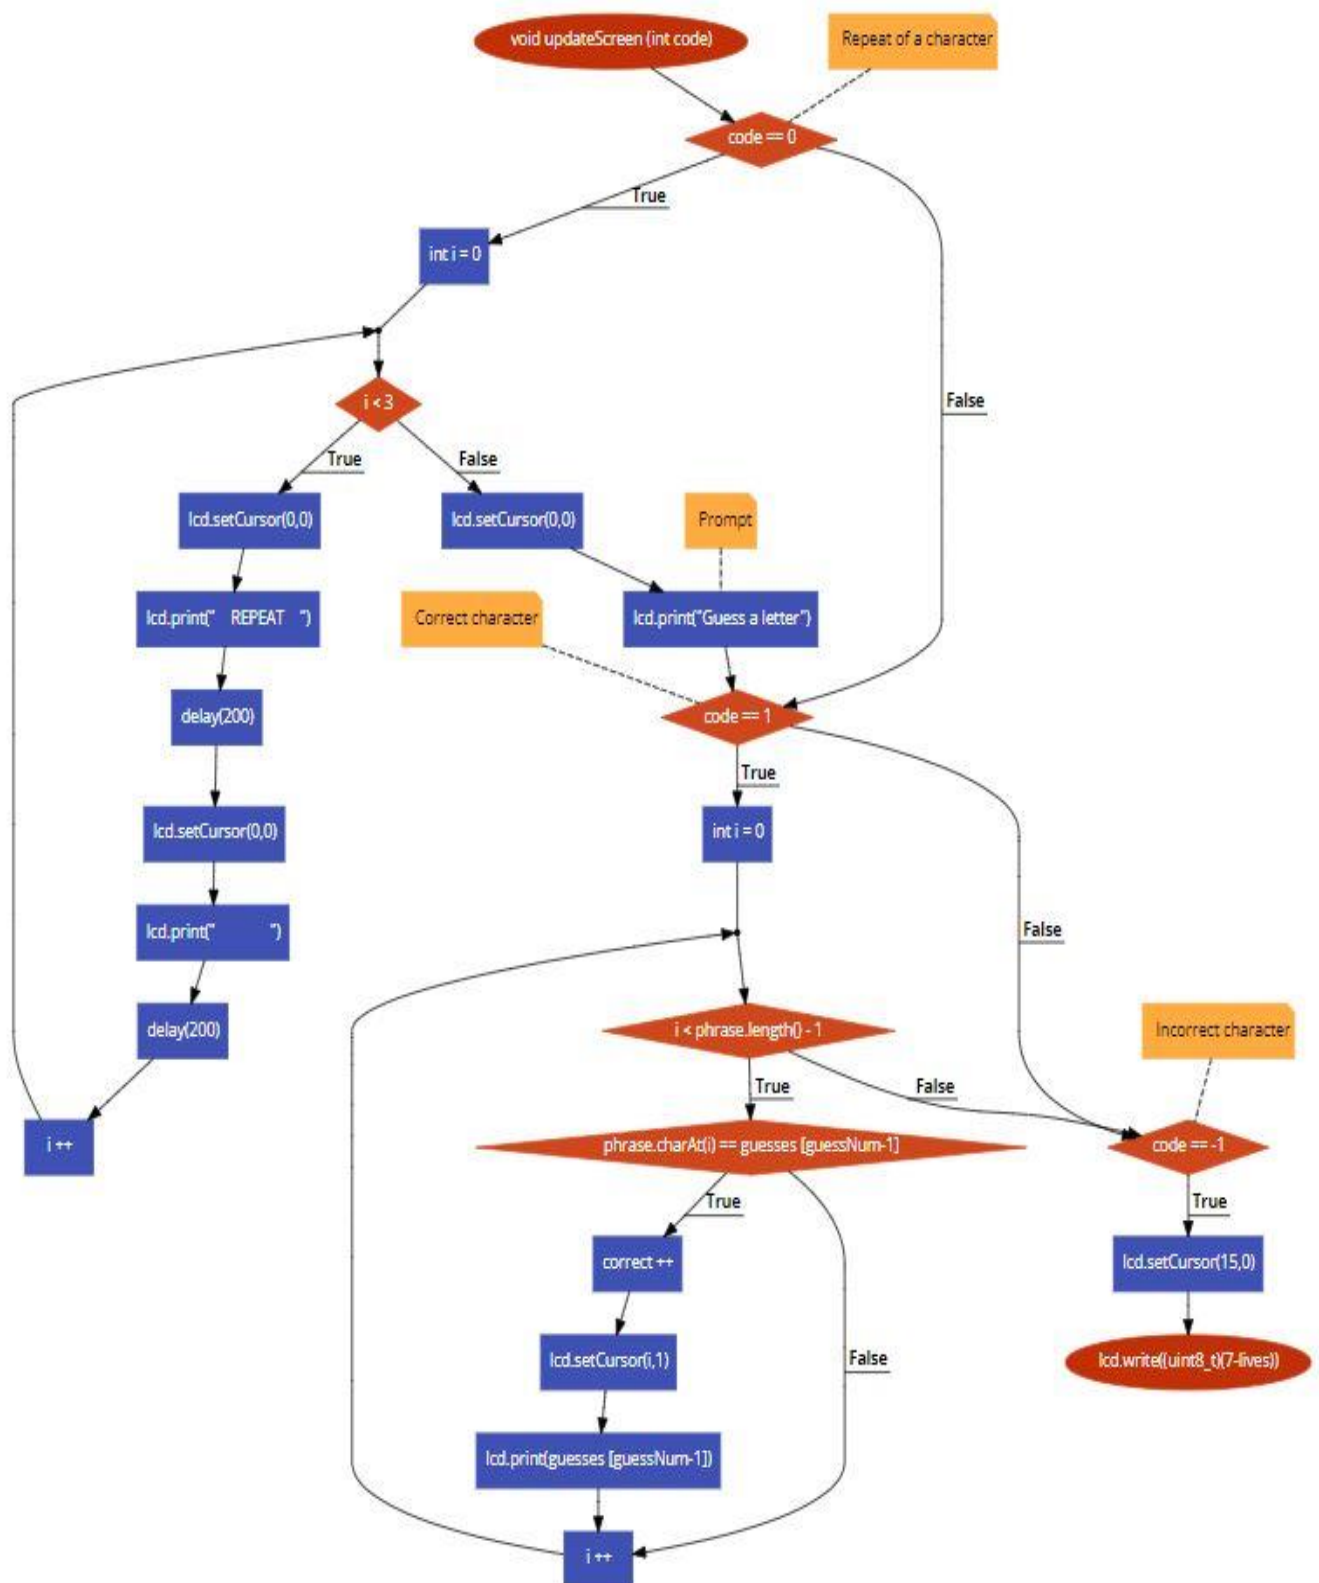 void updateScreen (int code)
Repeat of a character
code == 0
True
int i = 0
False
i < 3
True
False
lcd.setCursor(0,0)
lcd.setCursor(0,0)
Prompt
lcd.print("    REPEAT    ")
Correct character
lcd.print("Guess a letter")
delay(200)
code == 1
True
lcd.setCursor(0,0)
int i = 0
lcd.print("              ")
False
delay(200)
i < phrase.length() - 1
Incorrect character
True
False
i ++
phrase.charAt(i) == guesses [guessNum-1]
code == -1
True
True
correct ++
lcd.setCursor(15,0)
lcd.setCursor(i,1)
False
lcd.write((uint8_t)(7-lives))
lcd.print(guesses [guessNum-1])
i ++